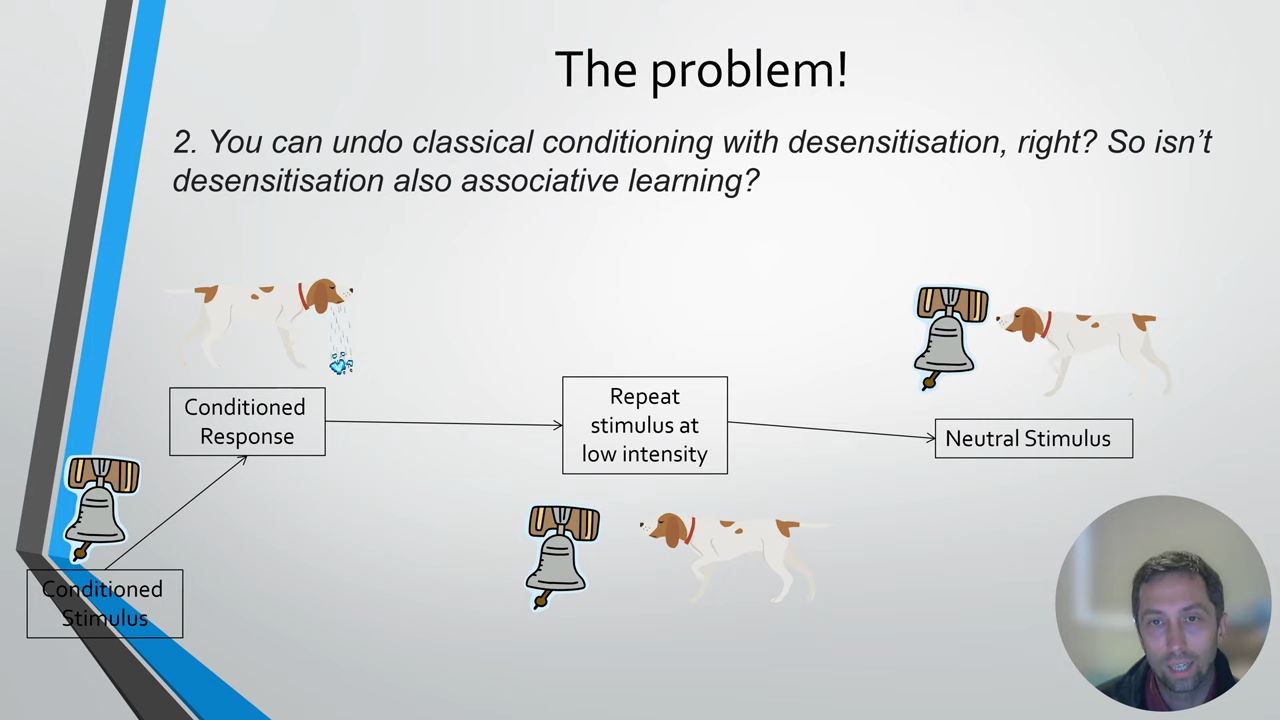 The problem!
2. You can undo classical conditioning with desensitisation, right? So isn't
desensitisation also associative learning?
Conditioned
Response
Repeat
stimulus at
low intensity
Neutral Stimulus
Conditioned
Stimulus